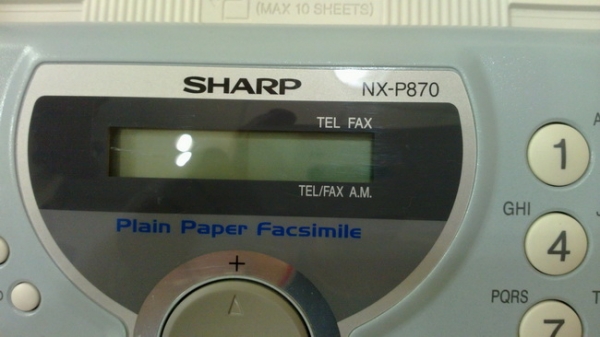 (MAX 10 SHEETS)
SHARP NX-P870
TEL FAX
TEL/FAX A.M.
Plain Paper Facsimile
+
1
GHI 4
PQRS 7